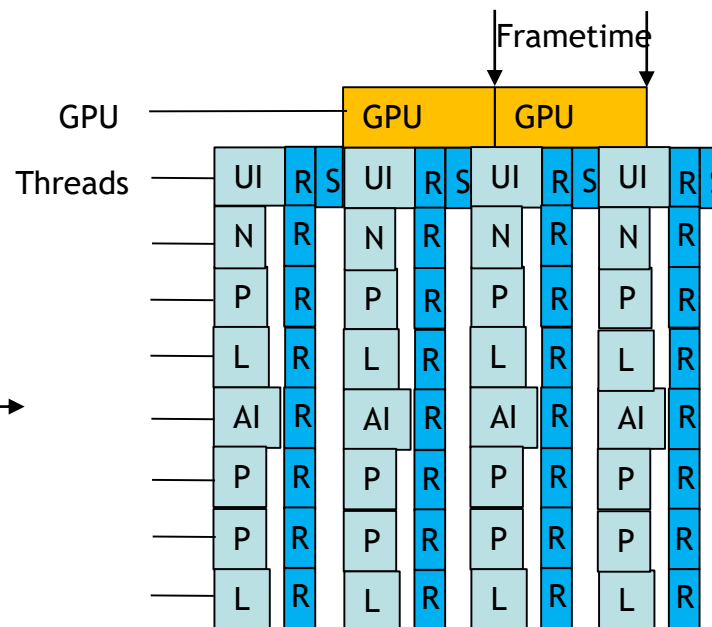 Frametime
GPU GPU GPU
Threads UI R S UI R S UI R S UI R
N R N R N R N R
P R P R P R P R
L R L R L R L R
AI R AI R AI R AI R
P R P R P R P R
P R P R P R P R
L R L R L R L R